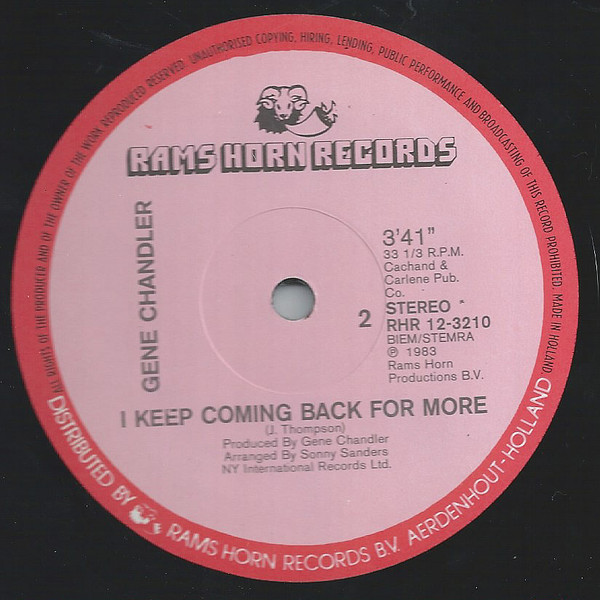 ALL RIGHTS OF THE PRODUCER AND OF THE OWNER OF THE WORK REPRODUCED RESERVED. UNAUTHORISED COPYING, HIRING, LENDING, PUBLIC PERFORMANCE AND BROADCASTING OF THIS RECORD PROHIBITED. MADE IN HOLLAND.
RAMS HORN RECORDS
GENE CHANDLER
3'41"
33 1/3 R.P.M.
Cachand &
Carlene Pub.
Co.
STEREO *
2
RHR 12-3210
BIEM/STEMRA
℗ 1983
Rams Horn
Productions B.V.
I KEEP COMING BACK FOR MORE
(J. Thompson)
Produced By Gene Chandler
Arranged By Sonny Sanders
NY International Records Ltd.
DISTRIBUTED BY RAMS HORN RECORDS B.V. AERDENHOUT-HOLLAND